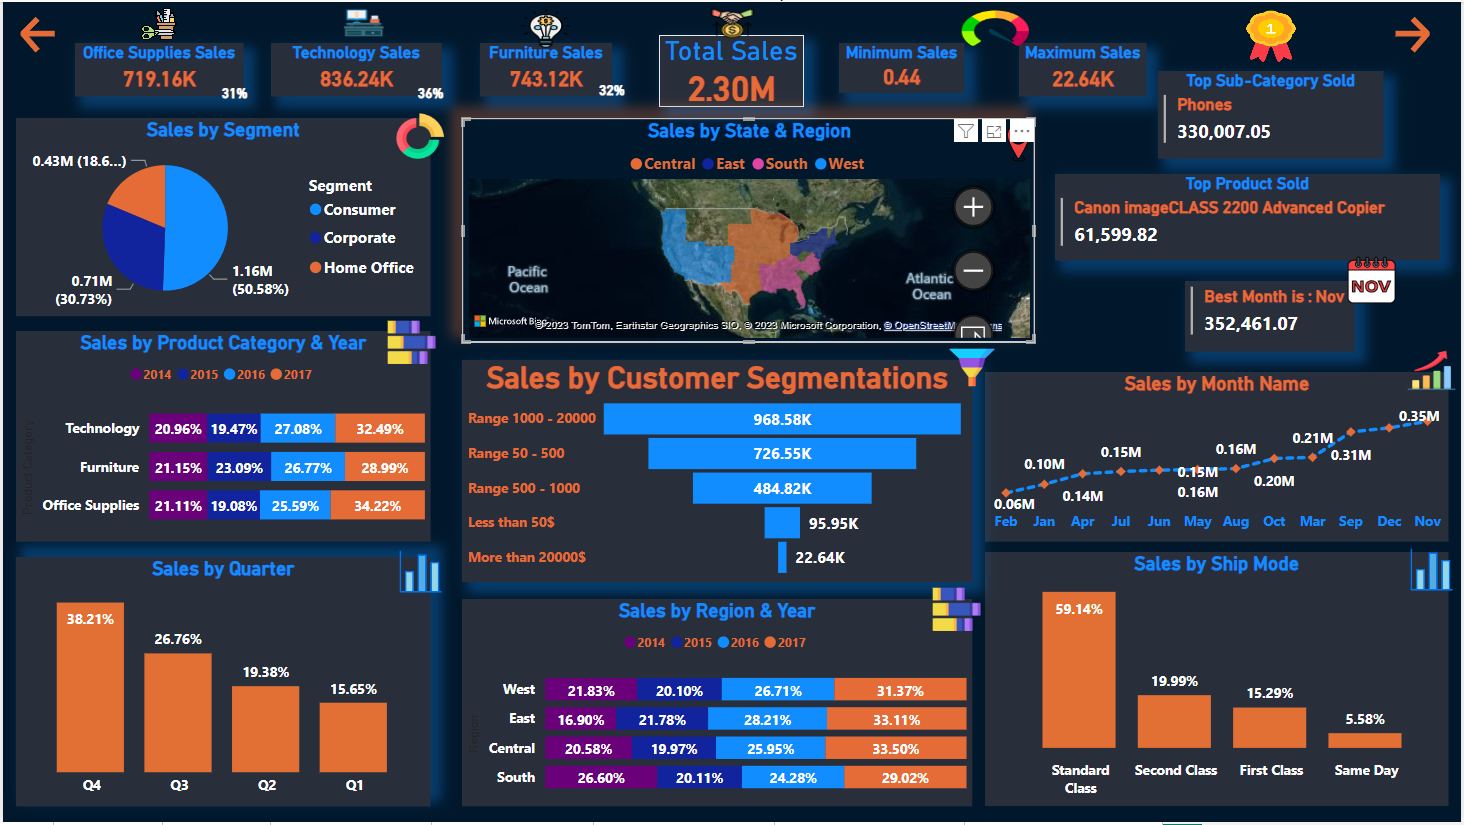 Office Supplies Sales
719.16K
31%
Technology Sales
836.24K
36%
Furniture Sales
743.12K
32%
Total Sales
2.30M
Minimum Sales
0.44
Maximum Sales
22.64K
1
Top Sub-Category Sold
Phones
330,007.05
Top Product Sold
Canon imageCLASS 2200 Advanced Copier
61,599.82
Best Month is : Nov
352,461.07
NOV
Sales by Segment
0.43M (18.6...)
0.71M
(30.73%)
1.16M
(50.58%)
Segment
Consumer
Corporate
Home Office
Sales by State & Region
Central East South West
Pacific
Ocean
Atlantic
Ocean
Microsoft Bing
©2023 TomTom, Earthstar Geographics SIO, © 2023 Microsoft Corporation, © OpenStreetM
Sales by Product Category & Year
2014 2015 2016 2017
Product Category
Technology 20.96% 19.47% 27.08% 32.49%
Furniture 21.15% 23.09% 26.77% 28.99%
Office Supplies 21.11% 19.08% 25.59% 34.22%
Sales by Customer Segmentations
Range 1000 - 20000 968.58K
Range 50 - 500 726.55K
Range 500 - 1000 484.82K
Less than 50$ 95.95K
More than 20000$ 22.64K
Sales by Month Name
0.06M
0.10M
0.14M
0.15M
0.15M
0.16M
0.16M
0.20M
0.21M
0.31M
0.35M
Feb Jan Apr Jul Jun May Aug Oct Mar Sep Dec Nov
Sales by Quarter
38.21%
26.76%
19.38%
15.65%
Q4 Q3 Q2 Q1
Sales by Region & Year
2014 2015 2016 2017
Region
West 21.83% 20.10% 26.71% 31.37%
East 16.90% 21.78% 28.21% 33.11%
Central 20.58% 19.97% 25.95% 33.50%
South 26.60% 20.11% 24.28% 29.02%
Sales by Ship Mode
59.14%
19.99%
15.29%
5.58%
Standard
Class
Second Class
First Class
Same Day